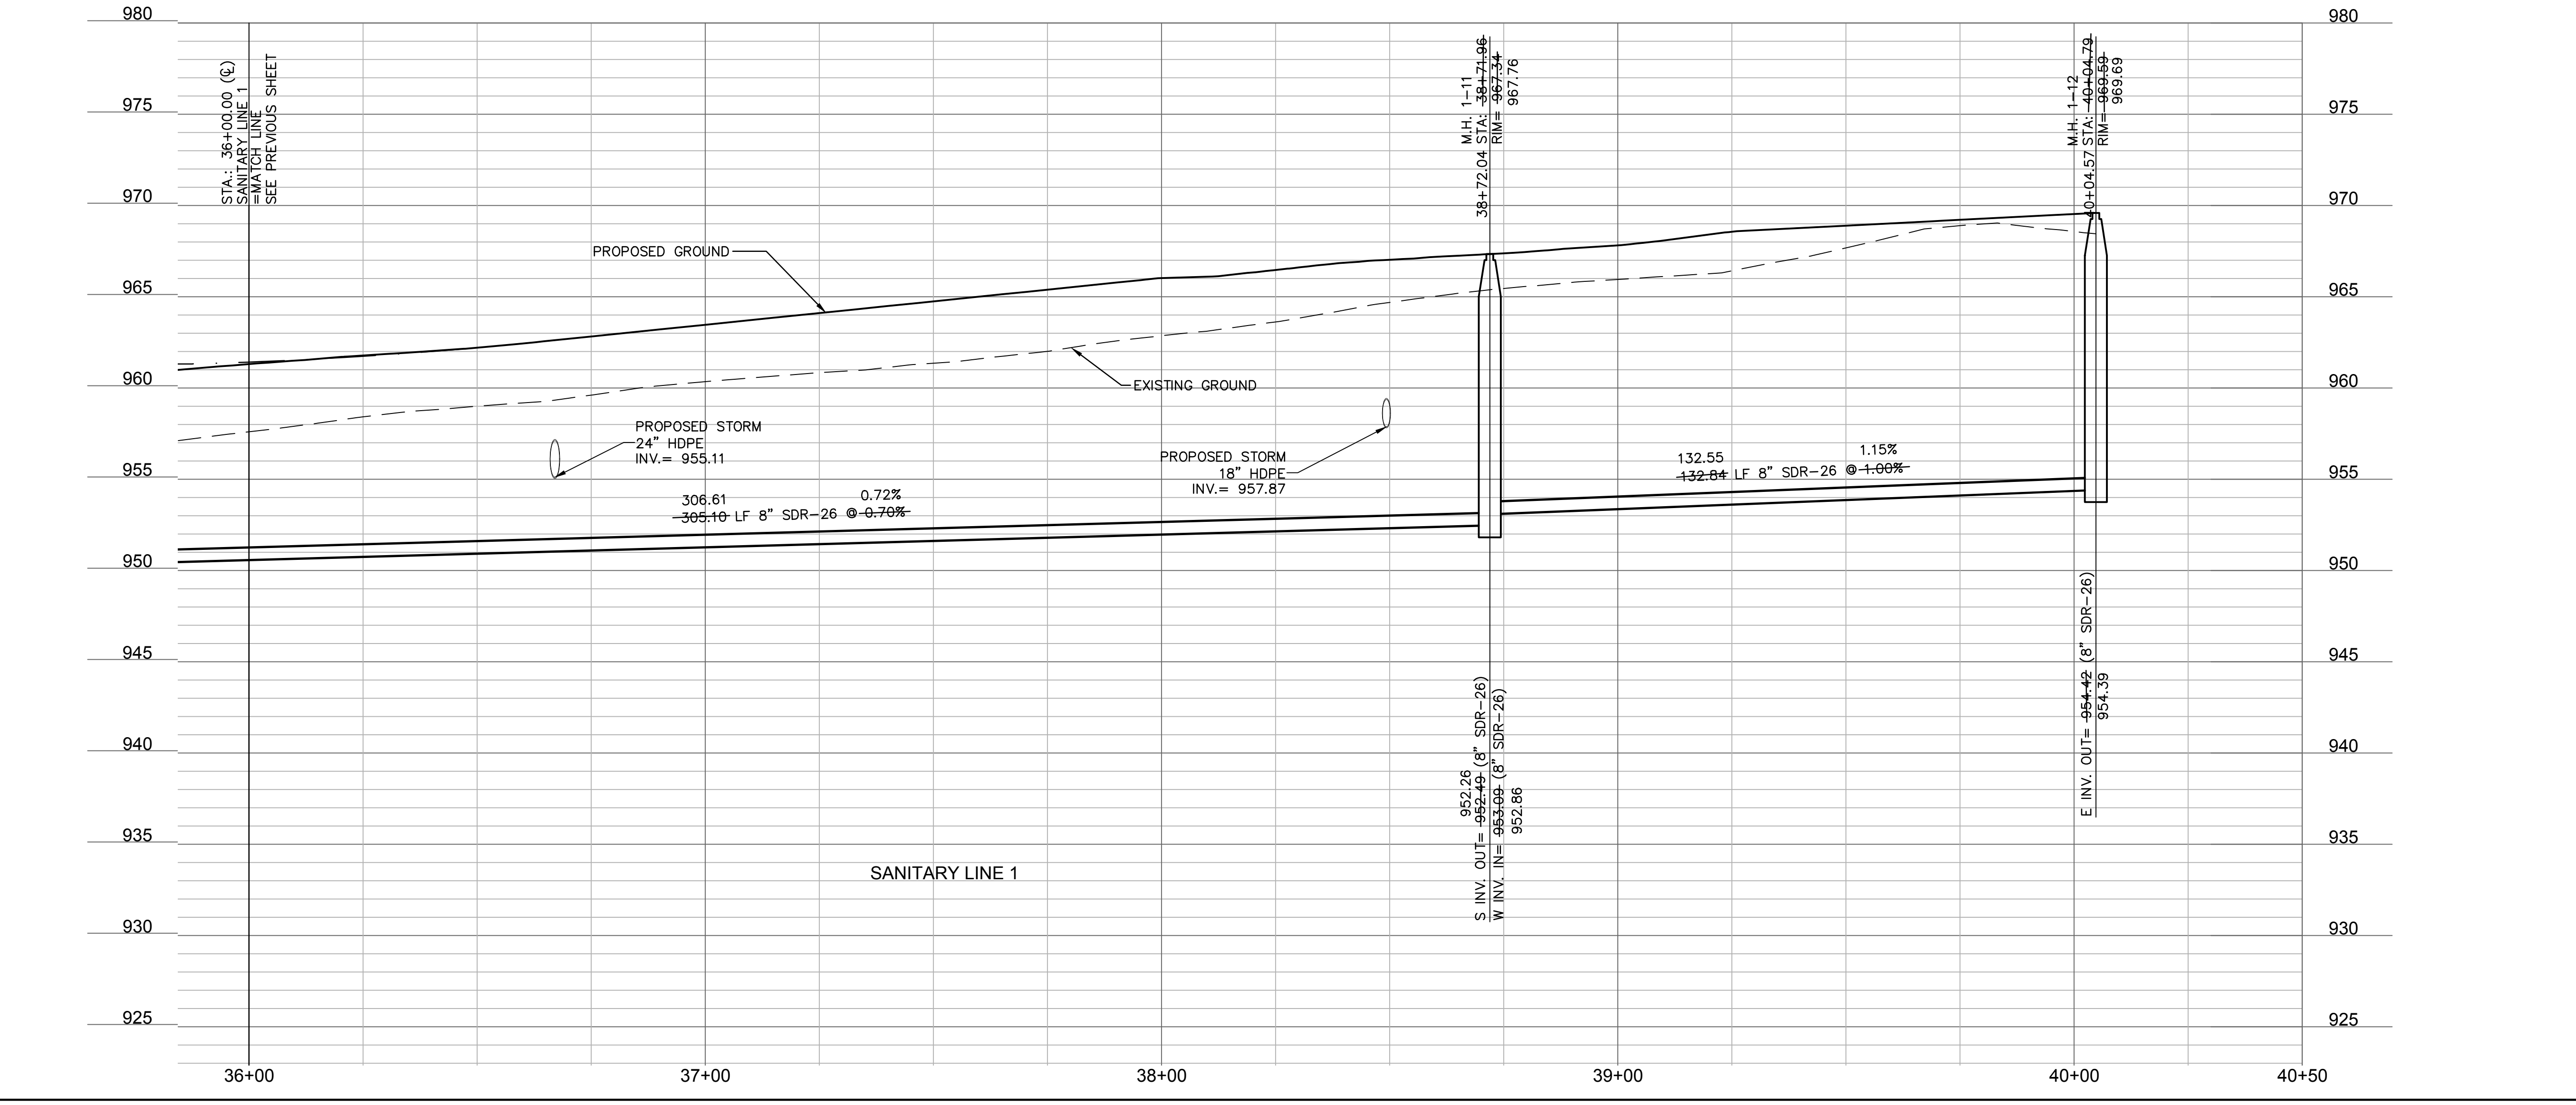 980
975
970
965
960
955
950
945
940
935
930
925
980
975
970
965
960
955
950
945
940
935
930
925
STA.: 36+00.00 (℄)
SANITARY LINE 1
=MATCH LINE
SEE PREVIOUS SHEET
PROPOSED GROUND
EXISTING GROUND
PROPOSED STORM
24" HDPE
INV.= 955.11
PROPOSED STORM
18" HDPE
INV.= 957.87
306.61 0.72%
305.10 LF 8" SDR-26 @ 0.70%
132.55 1.15%
132.84 LF 8" SDR-26 @ 1.00%
M.H. 1-11
38+72.04 STA: 38+71.96
RIM= 967.34
967.76
M.H. 1-12
40+04.57 STA: 40+04.79
RIM= 969.59
969.69
952.26
S INV. OUT= 952.49 (8" SDR-26)
W INV. IN= 953.09 (8" SDR-26)
952.86
E INV. OUT= 954.42 (8" SDR-26)
954.39
SANITARY LINE 1
36+00
37+00
38+00
39+00
40+00
40+50